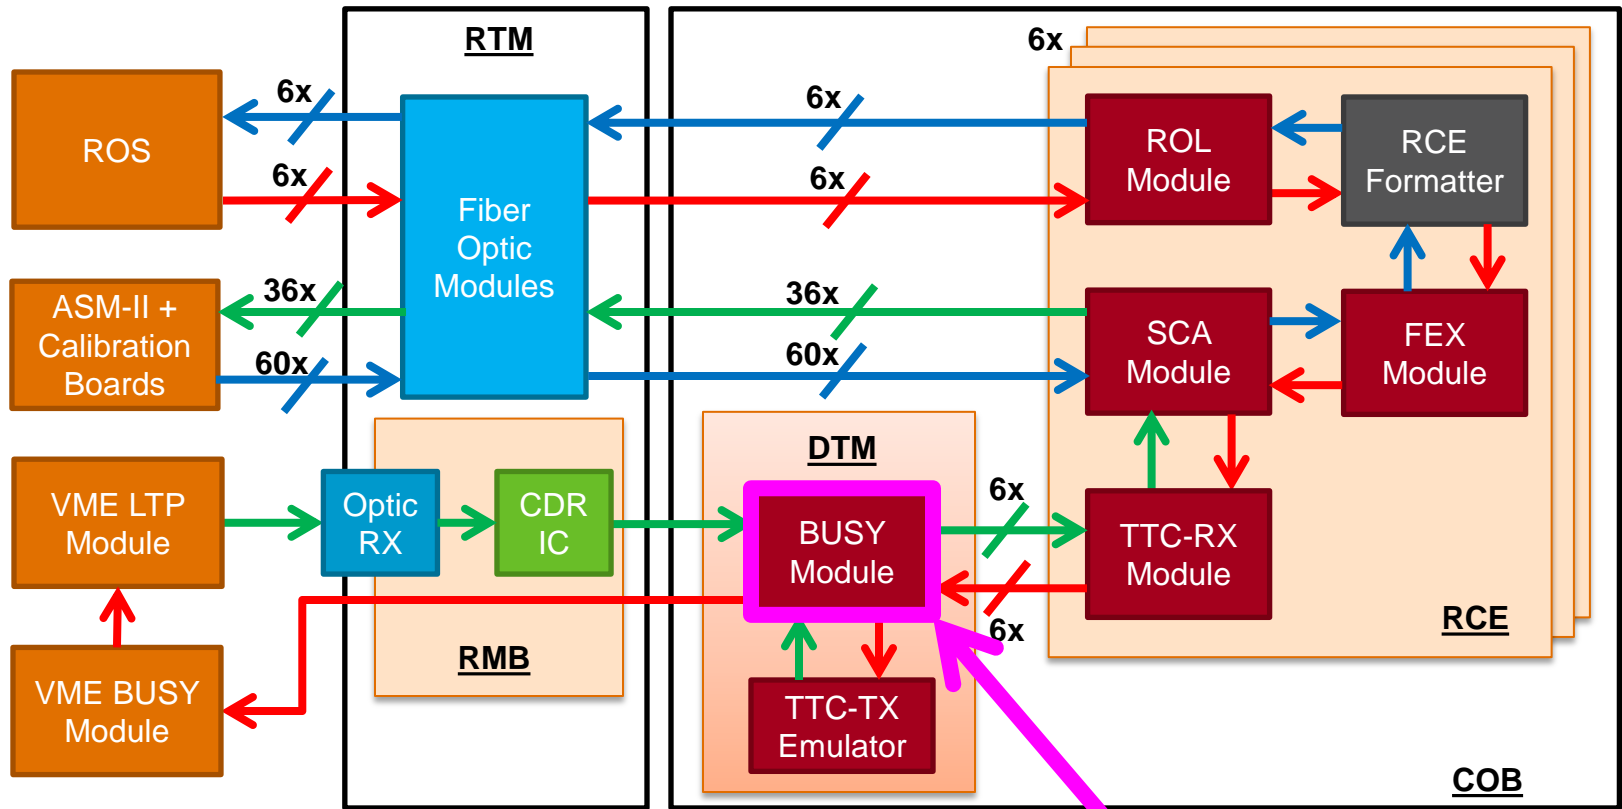 RTM
6x
6x
6x
ROS
6x
6x
ROL
Module
RCE
Formatter
Fiber
Optic
Modules
36x
36x
ASM-II +
Calibration
Boards
60x
60x
SCA
Module
FEX
Module
DTM
VME LTP
Module
Optic
RX
CDR
IC
BUSY
Module
6x
TTC-RX
Module
6x
RCE
RMB
VME BUSY
Module
TTC-TX
Emulator
COB